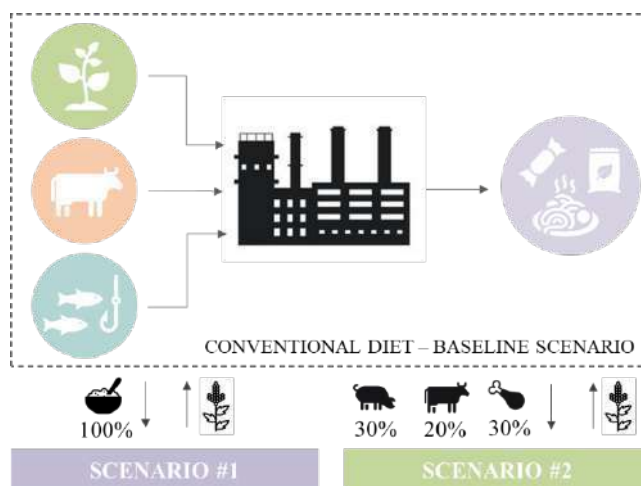 CONVENTIONAL DIET – BASELINE SCENARIO
100%
30% 20% 30%
SCENARIO #1
SCENARIO #2